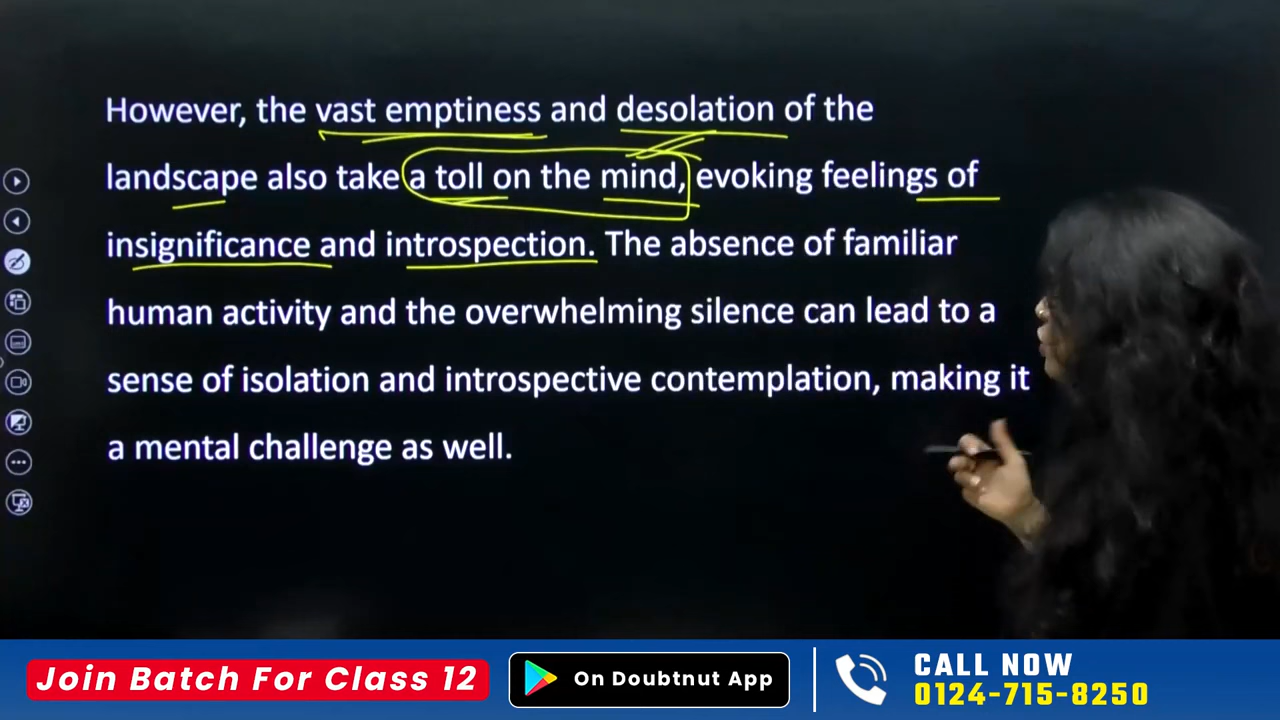 However, the vast emptiness and desolation of the
landscape also take a toll on the mind, evoking feelings of
insignificance and introspection. The absence of familiar
human activity and the overwhelming silence can lead to a
sense of isolation and introspective contemplation, making it
a mental challenge as well.
Join Batch For Class 12
On Doubtnut App
CALL NOW
0124-715-8250